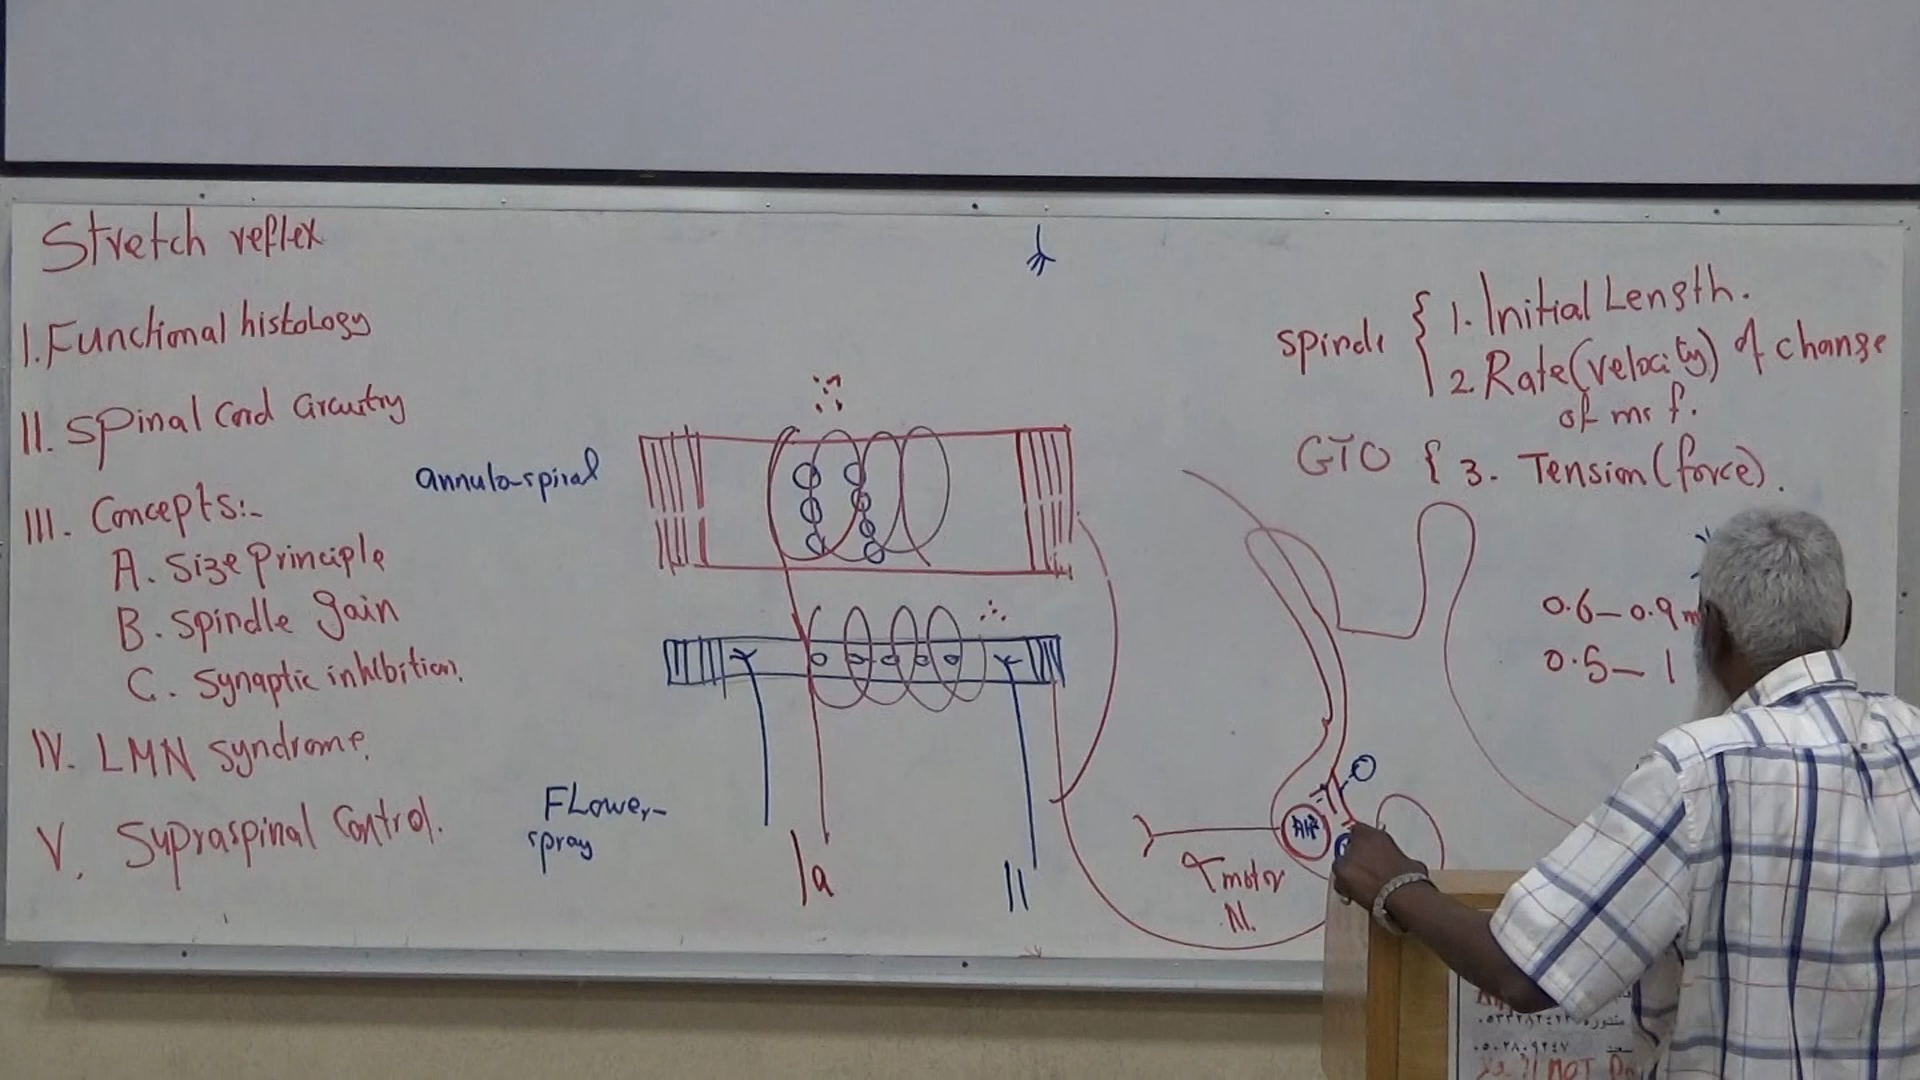 Stretch reflex
I. Functional histology
II. Spinal Cord Circuitry
III. Concepts:-
A. Size principle
B. Spindle gain
C. Synaptic inhibition.
IV. LMN syndrome.
V. Supraspinal Control.
annulo-spiral
FLower-
spray
Ia
II
motor
N.
spindle { 1. Initial Length.
2. Rate (velocity) of change
of ms f.
GTO { 3. Tension (force).
0.6 – 0.9
0.5 – 1